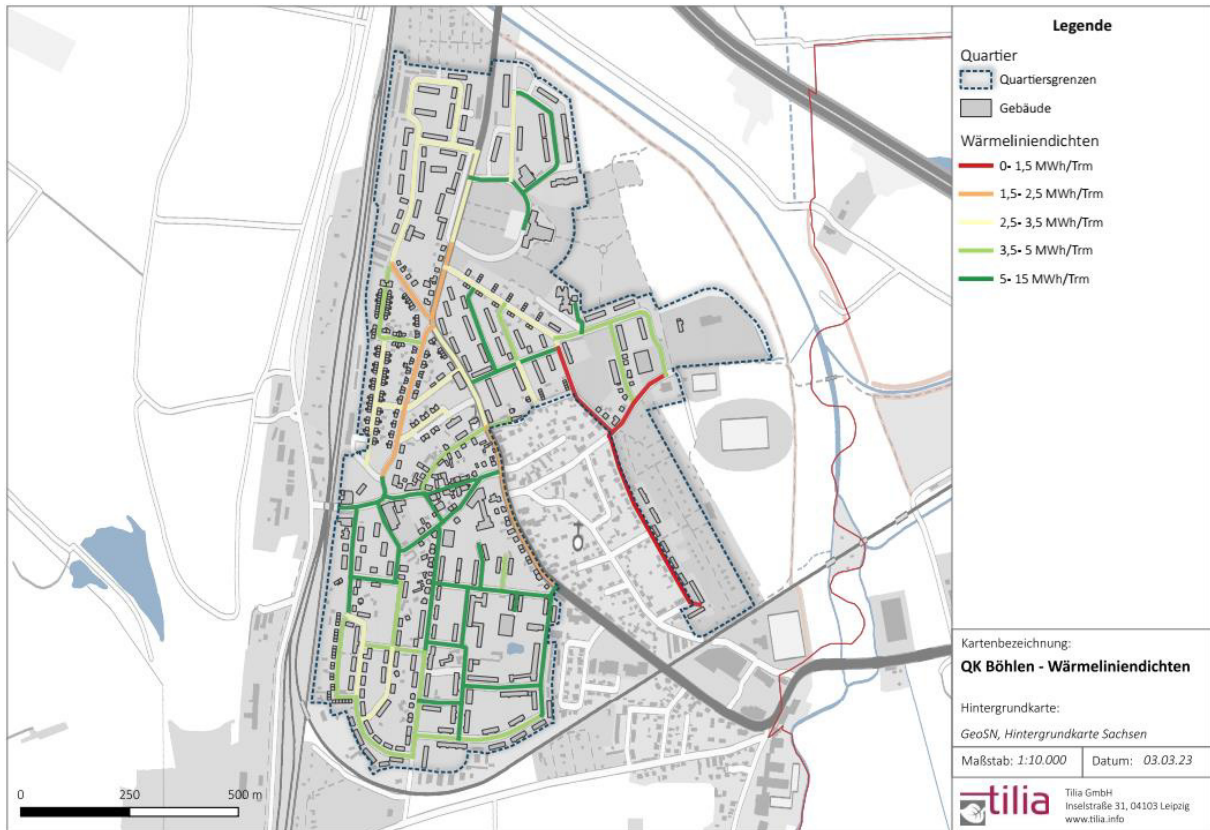 Legende
Quartier
Quartiersgrenzen
Gebäude
Wärmeliniendichten
0- 1,5 MWh/Trm
1,5- 2,5 MWh/Trm
2,5- 3,5 MWh/Trm
3,5- 5 MWh/Trm
5- 15 MWh/Trm
Kartenbezeichnung:
QK Böhlen - Wärmeliniendichten
Hintergrundkarte:
GeoSN, Hintergrundkarte Sachsen
Maßstab: 1:10.000 Datum: 03.03.23
tilia
Tilia GmbH
Inselstraße 31, 04103 Leipzig
www.tilia.info
0 250 500 m